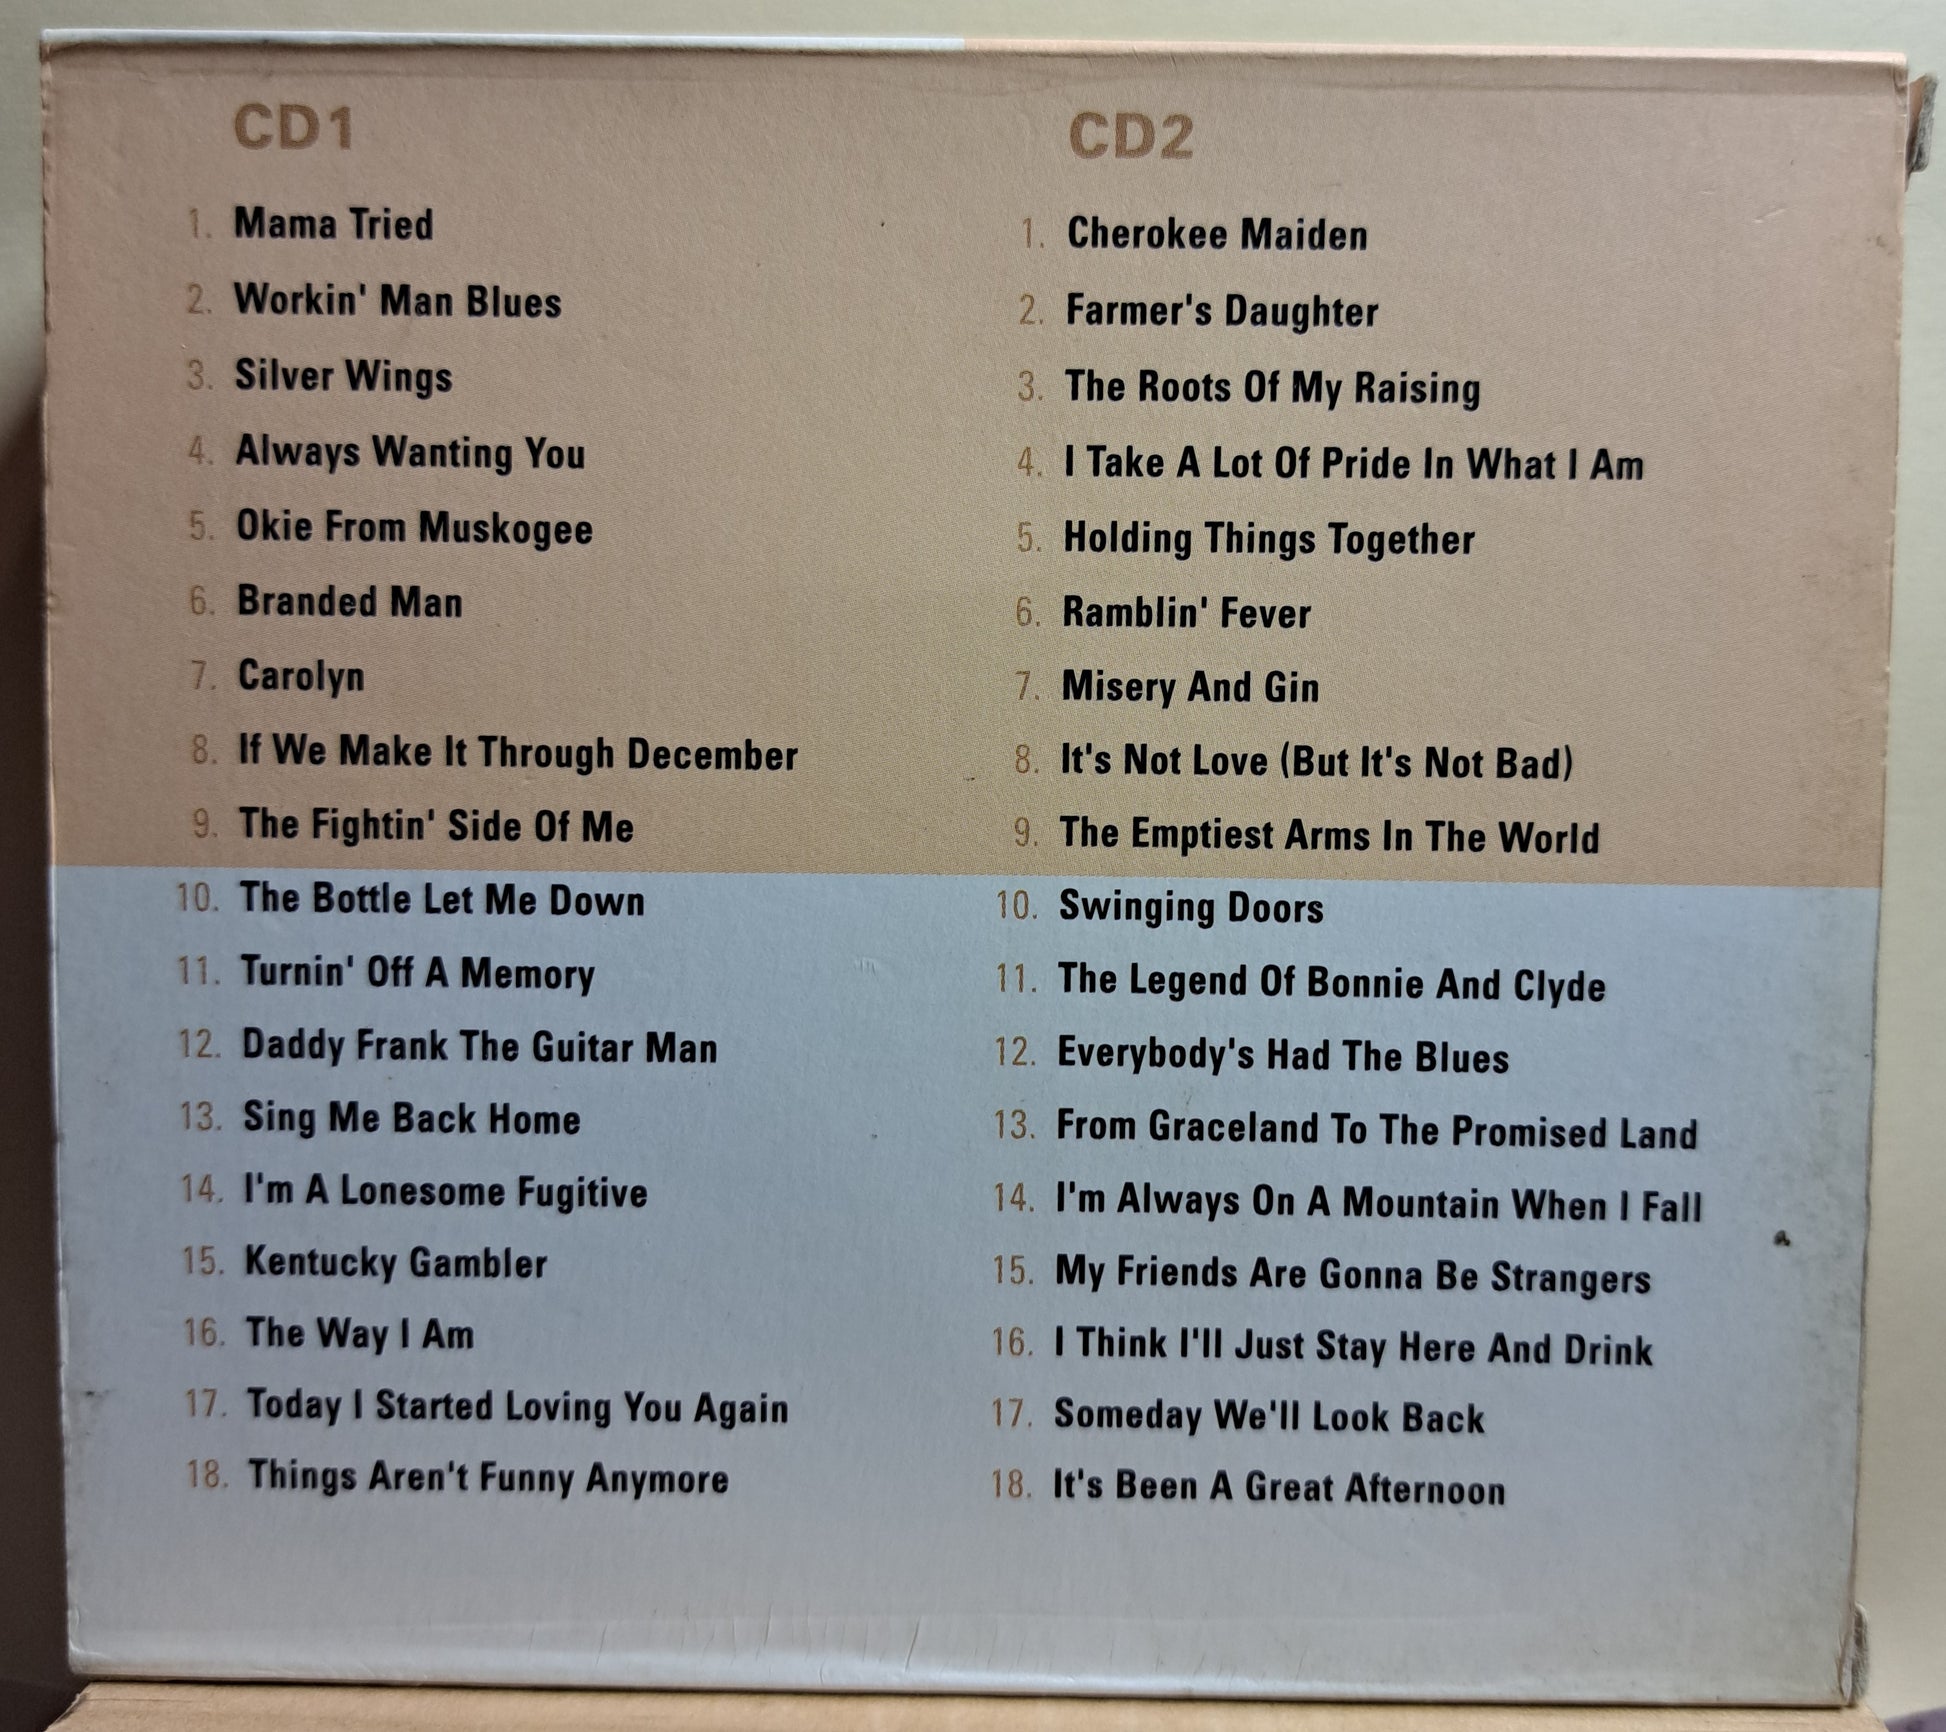 CD1
1. Mama Tried
2. Workin' Man Blues
3. Silver Wings
4. Always Wanting You
5. Okie From Muskogee
6. Branded Man
7. Carolyn
8. If We Make It Through December
9. The Fightin' Side Of Me
10. The Bottle Let Me Down
11. Turnin' Off A Memory
12. Daddy Frank The Guitar Man
13. Sing Me Back Home
14. I'm A Lonesome Fugitive
15. Kentucky Gambler
16. The Way I Am
17. Today I Started Loving You Again
18. Things Aren't Funny Anymore
CD2
1. Cherokee Maiden
2. Farmer's Daughter
3. The Roots Of My Raising
4. I Take A Lot Of Pride In What I Am
5. Holding Things Together
6. Ramblin' Fever
7. Misery And Gin
8. It's Not Love (But It's Not Bad)
9. The Emptiest Arms In The World
10. Swinging Doors
11. The Legend Of Bonnie And Clyde
12. Everybody's Had The Blues
13. From Graceland To The Promised Land
14. I'm Always On A Mountain When I Fall
15. My Friends Are Gonna Be Strangers
16. I Think I'll Just Stay Here And Drink
17. Someday We'll Look Back
18. It's Been A Great Afternoon